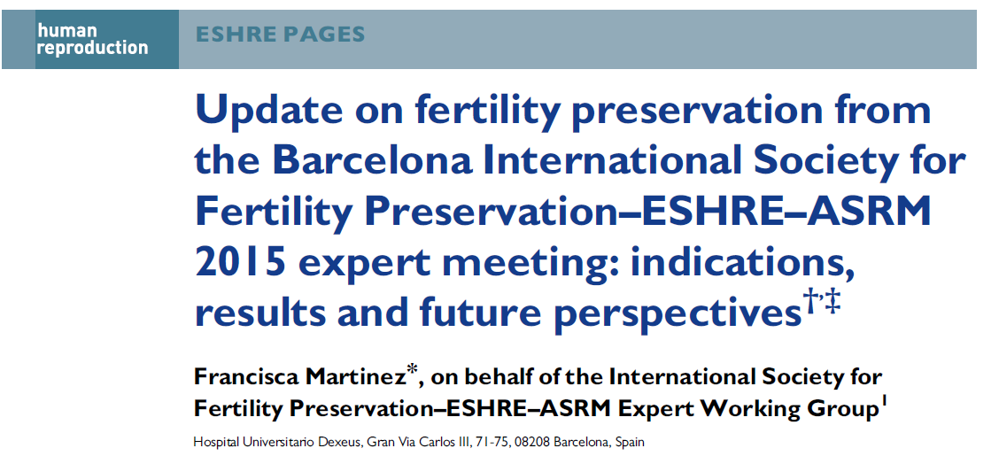 human
reproduction
ESHRE PAGES
Update on fertility preservation from
the Barcelona International Society for
Fertility Preservation–ESHRE–ASRM
2015 expert meeting: indications,
results and future perspectives†,‡
Francisca Martinez*, on behalf of the International Society for
Fertility Preservation–ESHRE–ASRM Expert Working Group1
Hospital Universitario Dexeus, Gran Via Carlos III, 71-75, 08208 Barcelona, Spain